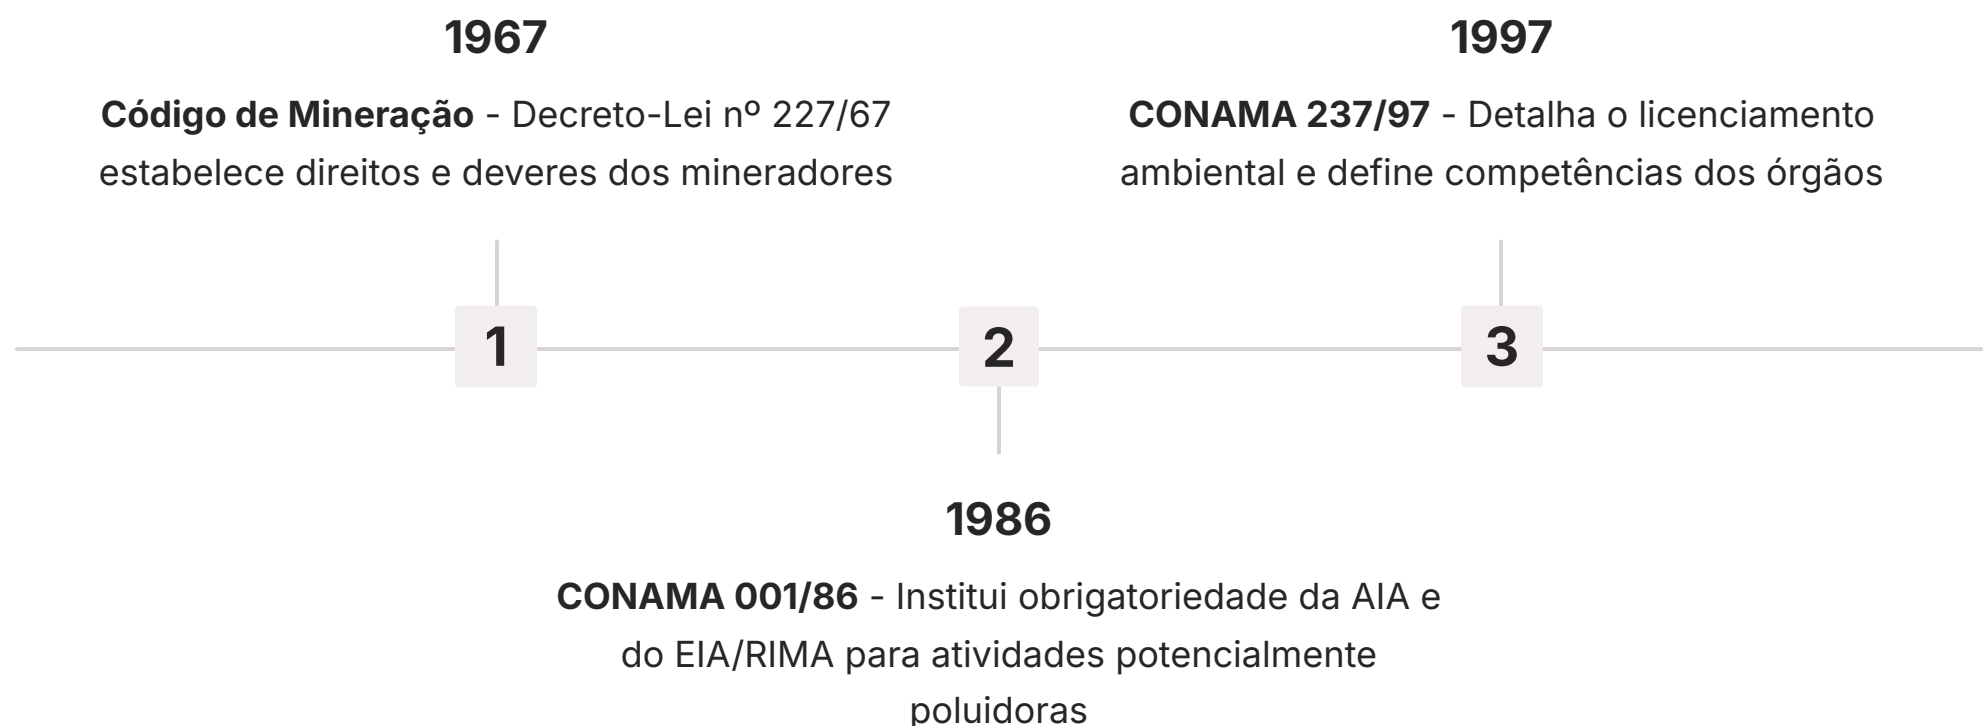 1967
Código de Mineração - Decreto-Lei nº 227/67
estabelece direitos e deveres dos mineradores
1997
CONAMA 237/97 - Detalha o licenciamento
ambiental e define competências dos órgãos
1
2
3
1986
CONAMA 001/86 - Institui obrigatoriedade da AIA e
do EIA/RIMA para atividades potencialmente
poluidoras